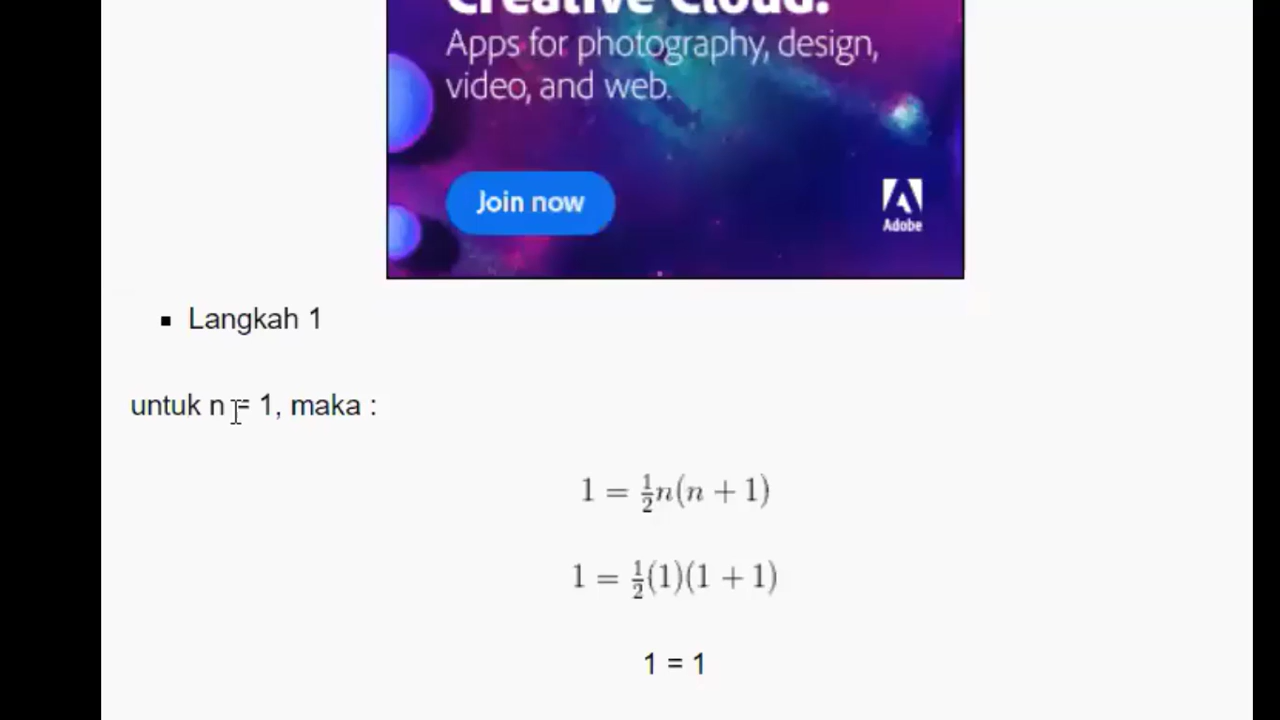 Creative Cloud.
Apps for photography, design,
video, and web.
Join now
Adobe
▪ Langkah 1
untuk n = 1, maka :
1 = ½n(n + 1)
1 = ½(1)(1 + 1)
1 = 1